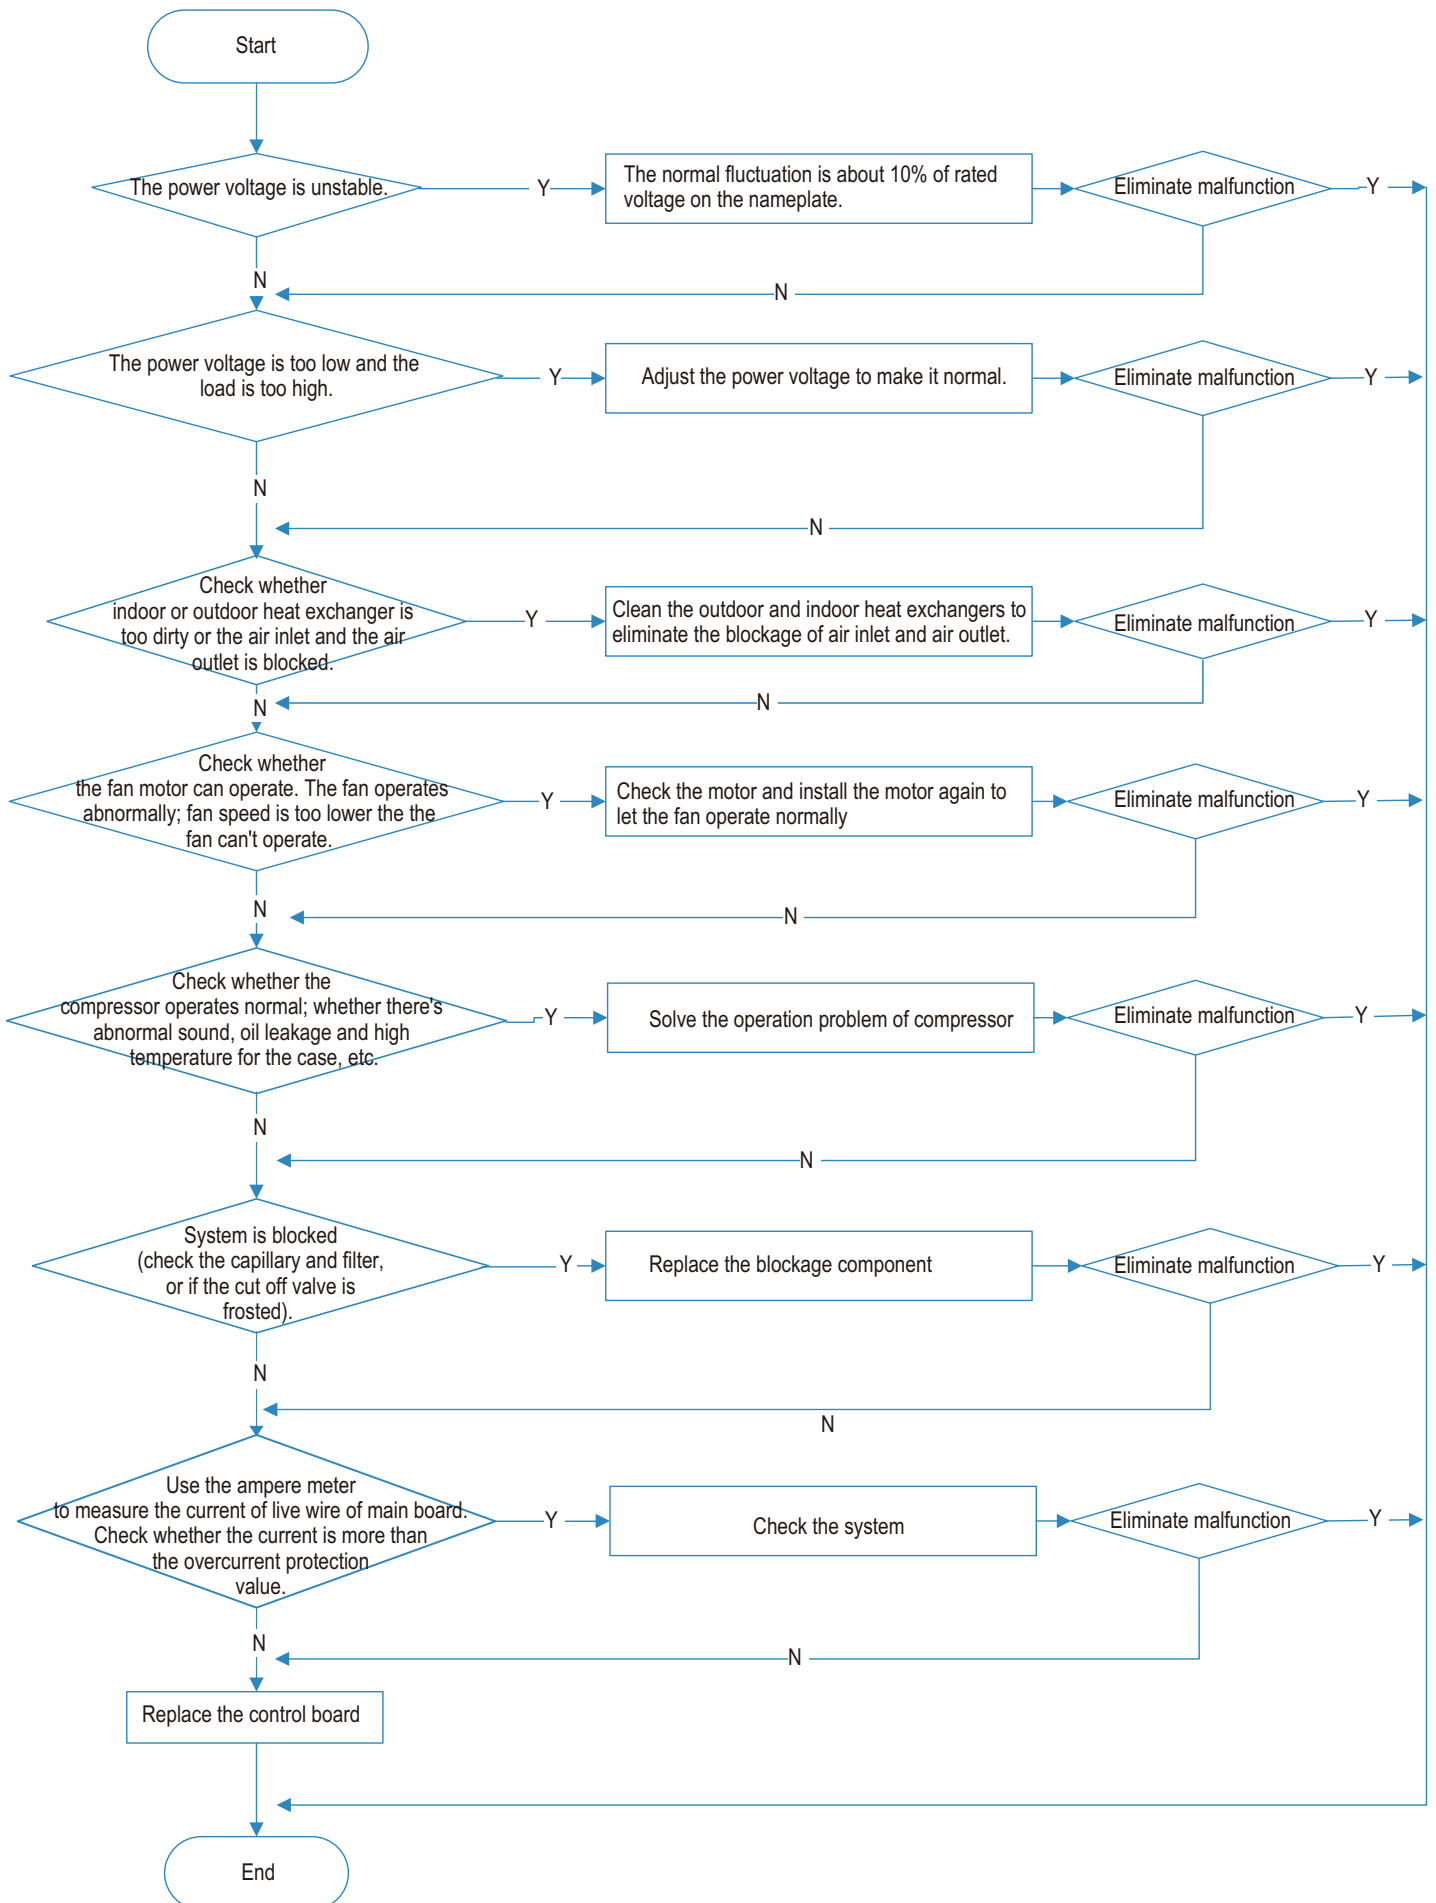 Start
The power voltage is unstable.
Y
The normal fluctuation is about 10% of rated
voltage on the nameplate.
Eliminate malfunction
Y
N
N
The power voltage is too low and the
load is too high.
Y
Adjust the power voltage to make it normal.
Eliminate malfunction
Y
N
N
Check whether
indoor or outdoor heat exchanger is
too dirty or the air inlet and the air
outlet is blocked.
Y
Clean the outdoor and indoor heat exchangers to
eliminate the blockage of air inlet and air outlet.
Eliminate malfunction
Y
N
N
Check whether
the fan motor can operate. The fan operates
abnormally; fan speed is too lower the the
fan can't operate.
Y
Check the motor and install the motor again to
let the fan operate normally
Eliminate malfunction
Y
N
N
Check whether the
compressor operates normal; whether there's
abnormal sound, oil leakage and high
temperature for the case, etc.
Y
Solve the operation problem of compressor
Eliminate malfunction
Y
N
N
System is blocked
(check the capillary and filter,
or if the cut off valve is
frosted).
Y
Replace the blockage component
Eliminate malfunction
Y
N
N
Use the ampere meter
to measure the current of live wire of main board.
Check whether the current is more than
the overcurrent protection
value.
Y
Check the system
Eliminate malfunction
Y
N
N
Replace the control board
End